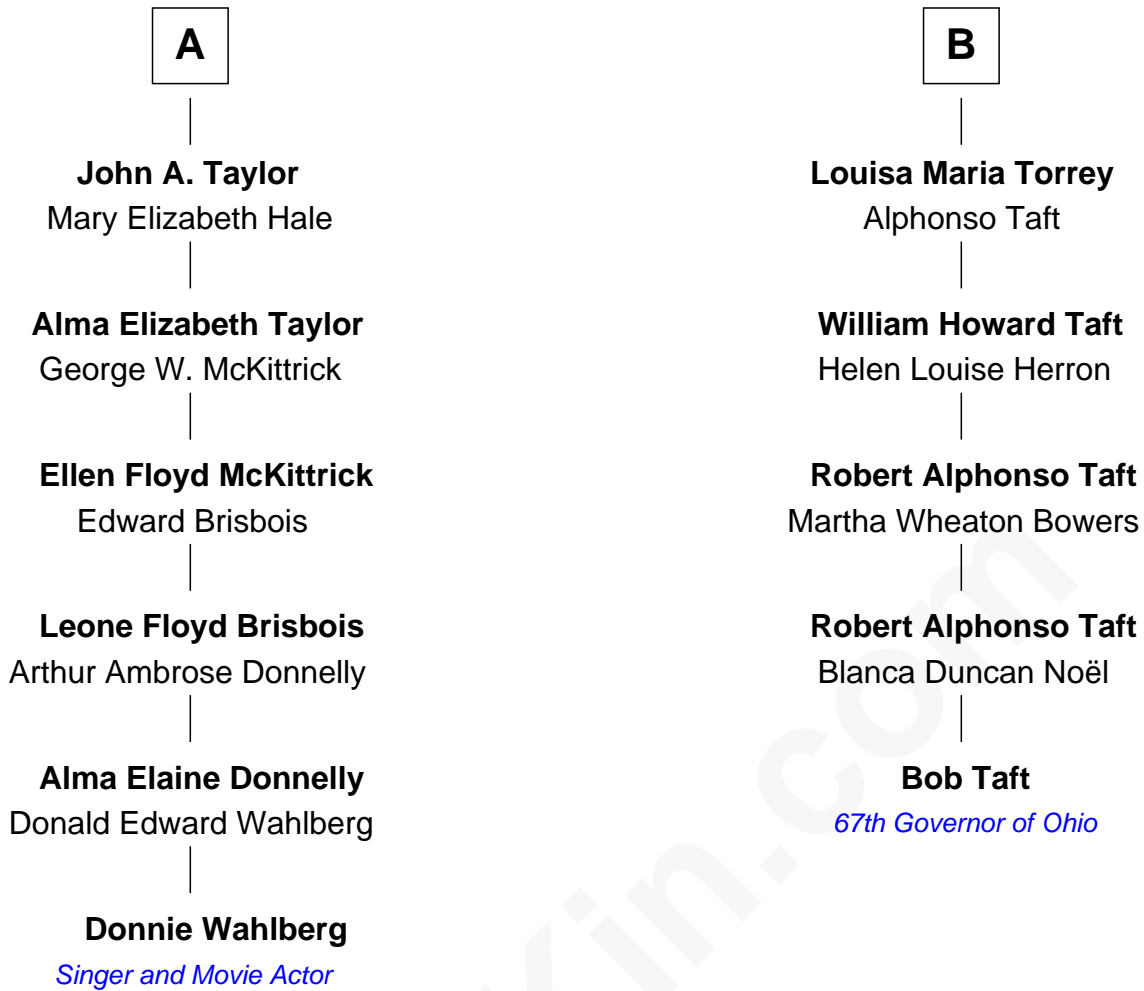 A
John A. Taylor
Mary Elizabeth Hale
Alma Elizabeth Taylor
George W. McKittrick
Ellen Floyd McKittrick
Edward Brisbois
Leone Floyd Brisbois
Arthur Ambrose Donnelly
Alma Elaine Donnelly
Donald Edward Wahlberg
Donnie Wahlberg
Singer and Movie Actor
B
Louisa Maria Torrey
Alphonso Taft
William Howard Taft
Helen Louise Herron
Robert Alphonso Taft
Martha Wheaton Bowers
Robert Alphonso Taft
Blanca Duncan Noël
Bob Taft
67th Governor of Ohio
Kin.com